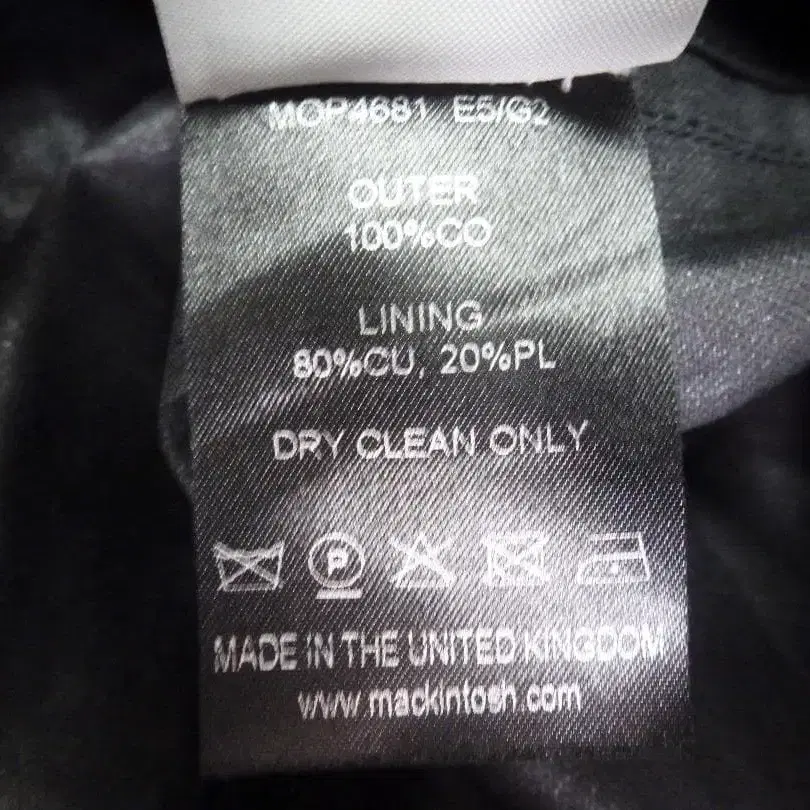 MOP4681 E5/G2
OUTER
100%CO
LINING
80%CU, 20%PL
DRY CLEAN ONLY
P
MADE IN THE UNITED KINGDOM
www.mackintosh.com